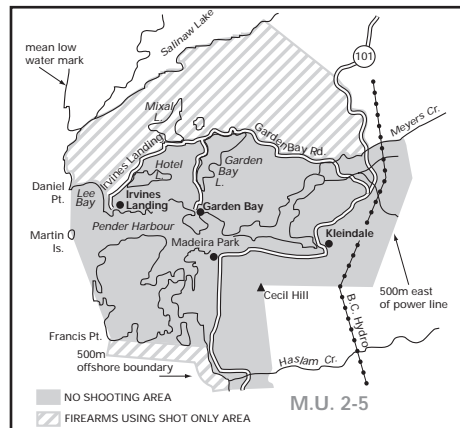 Salinaw Lake
mean low
water mark
101
Mixal
L.
Meyers Cr.
Irvines Landing
Garden Bay Rd.
Hotel
L.
Garden
Bay
L.
Daniel
Pt.
Lee
Bay
Irvines
Landing
Garden Bay
Martin
Is.
Pender Harbour
Madeira Park
Kleindale
500m east
of power line
Cecil Hill
B.C. Hydro
Francis Pt.
500m
offshore boundary
Haslam Cr.
M.U. 2-5
NO SHOOTING AREA
FIREARMS USING SHOT ONLY AREA